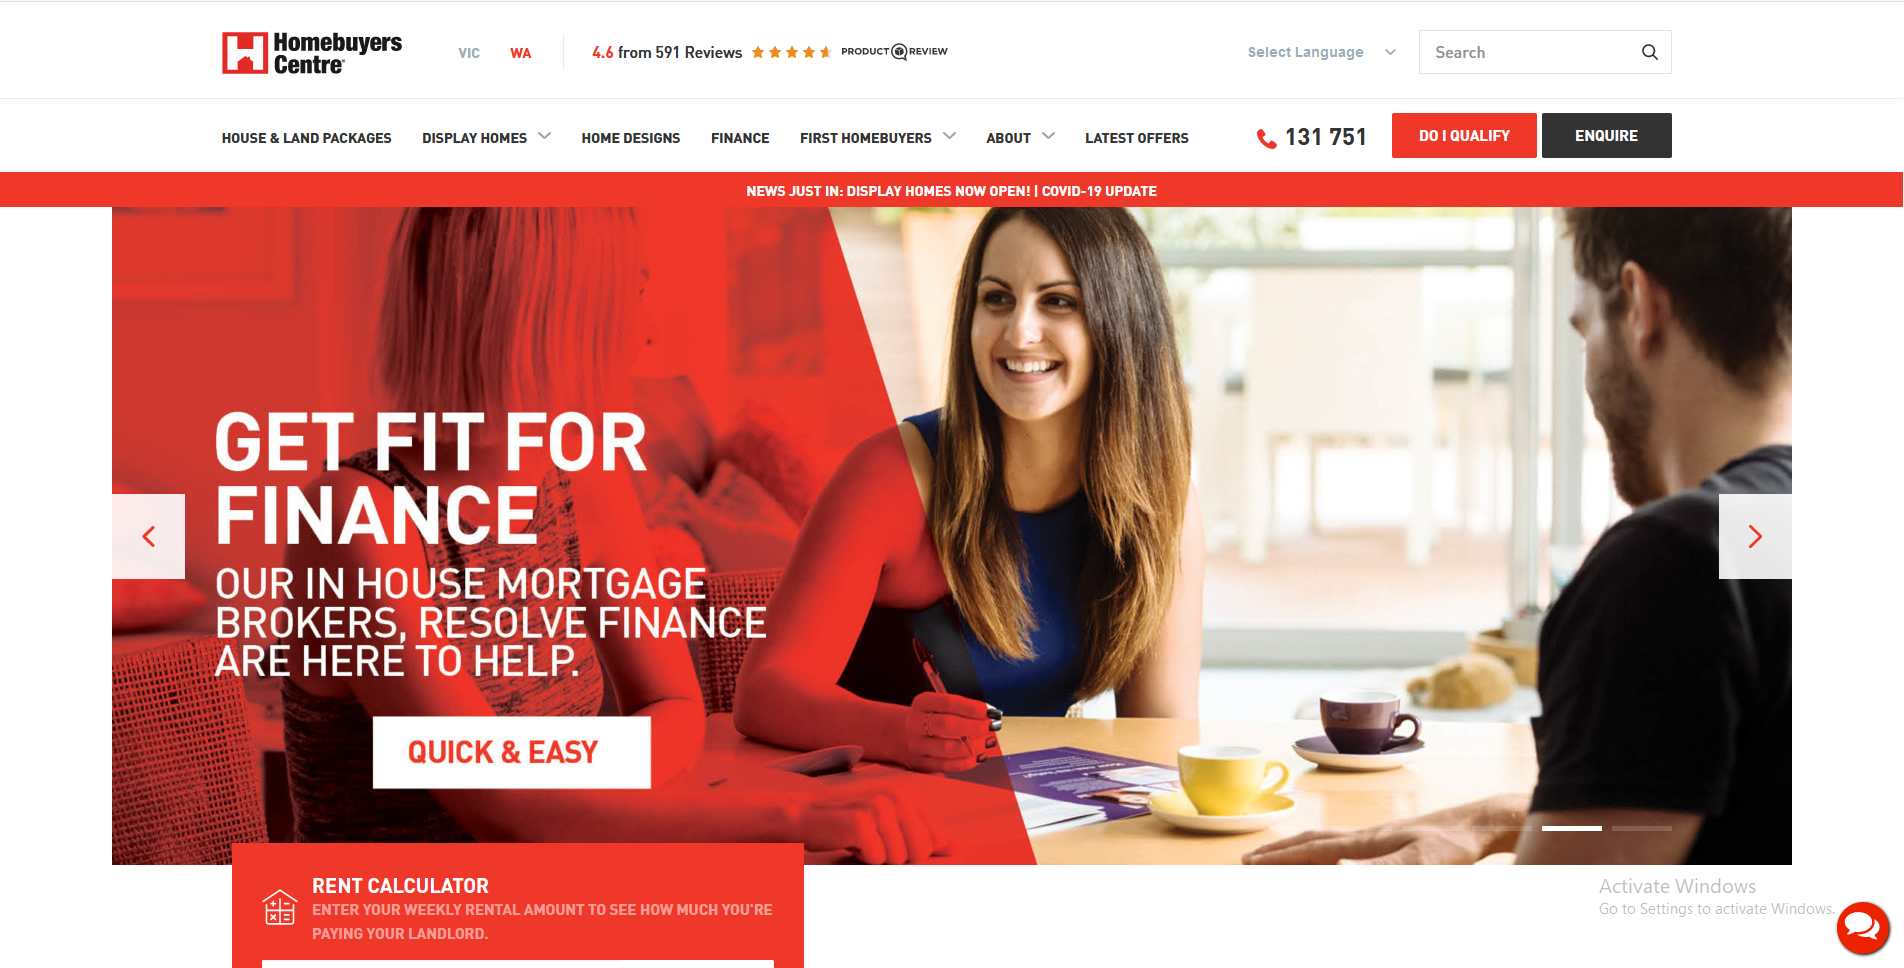 Homebuyers
Centre
VIC WA
4.6 from 591 Reviews PRODUCT REVIEW
Select Language
Search
HOUSE & LAND PACKAGES DISPLAY HOMES HOME DESIGNS FINANCE FIRST HOMEBUYERS ABOUT LATEST OFFERS
131 751
DO I QUALIFY
ENQUIRE
NEWS JUST IN: DISPLAY HOMES NOW OPEN! | COVID-19 UPDATE
GET FIT FOR
FINANCE
OUR IN HOUSE MORTGAGE
BROKERS, RESOLVE FINANCE
ARE HERE TO HELP.
QUICK & EASY
RENT CALCULATOR
ENTER YOUR WEEKLY RENTAL AMOUNT TO SEE HOW MUCH YOU'RE
PAYING YOUR LANDLORD.
Activate Windows
Go to Settings to activate Windows.